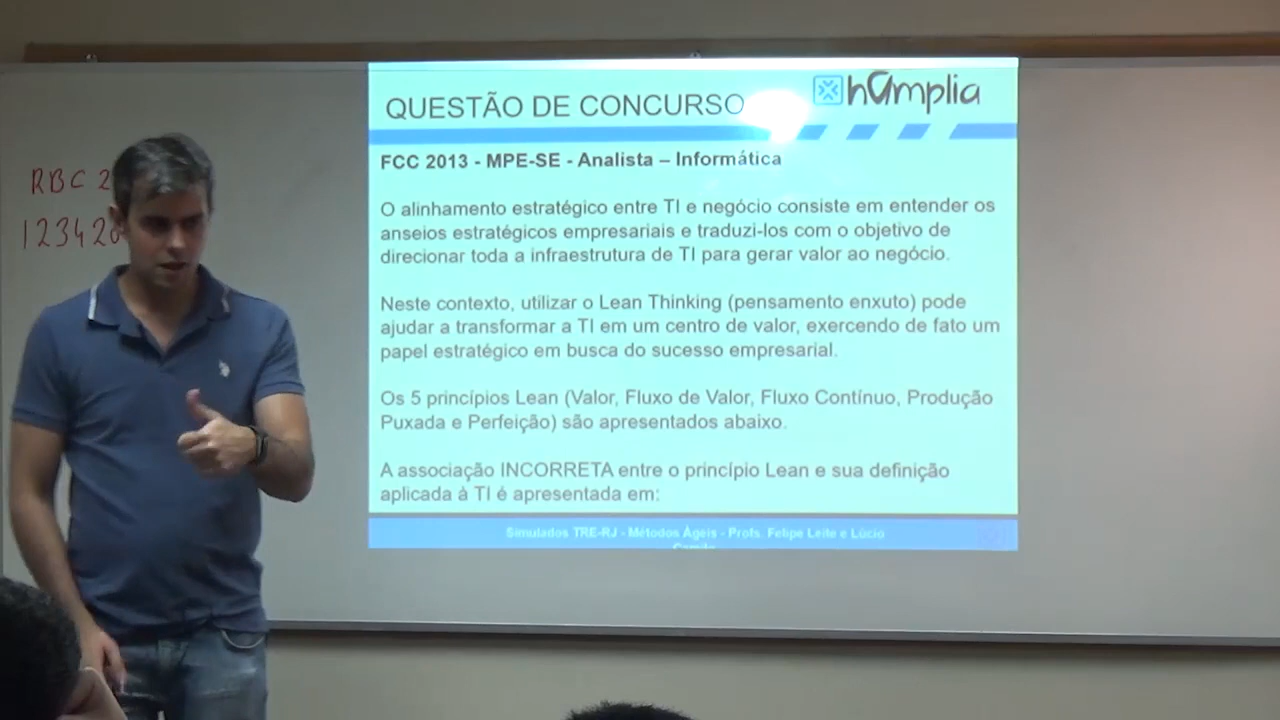 QUESTÃO DE CONCURSO
hamplia
FCC 2013 - MPE-SE - Analista – Informática
O alinhamento estratégico entre TI e negócio consiste em entender os
anseios estratégicos empresariais e traduzi-los com o objetivo de
direcionar toda a infraestrutura de TI para gerar valor ao negócio.
Neste contexto, utilizar o Lean Thinking (pensamento enxuto) pode
ajudar a transformar a TI em um centro de valor, exercendo de fato um
papel estratégico em busca do sucesso empresarial.
Os 5 princípios Lean (Valor, Fluxo de Valor, Fluxo Contínuo, Produção
Puxada e Perfeição) são apresentados abaixo.
A associação INCORRETA entre o princípio Lean e sua definição
aplicada à TI é apresentada em:
Simulados TRE-RJ - Métodos Ágeis - Profs. Felipe Leite e Lúcio
RBC 2
12342